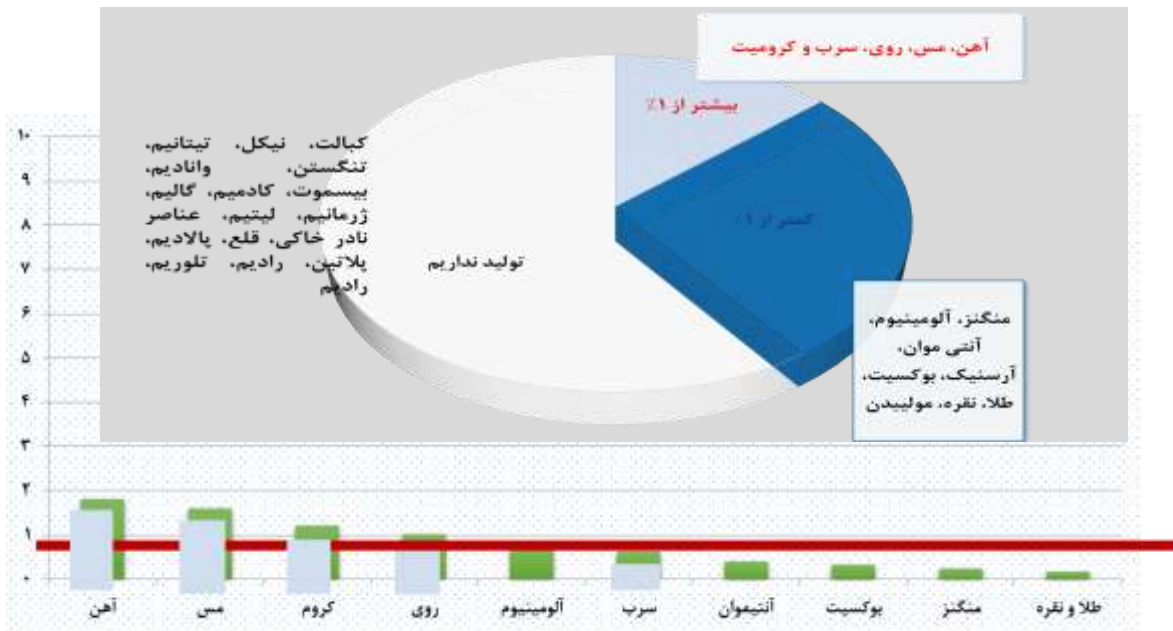 آهن، مس، روی، سرب و کرومیت
بیشتر از ۱٪
کمتر از ۱٪
تولید نداریم
کبالت، نیکل، تیتانیم،
تنگستن، وانادیم،
بیسموت، کادمیم، گالیم،
ژرمانیم، لیتیم، عناصر
نادر خاکی، قلع، پالادیم،
پلاتین، رادیم، تلوریم،
رادیم
منگنز، آلومینیوم،
آنتی موان،
آرسنیک، بوکسیت،
طلا، نقره، مولیبدن
۱۰
۹
۸
۷
۶
۵
۴
۳
۲
۱
۰
آهن مس کروم روی آلومینیوم سرب آنتیموان بوکسیت منگنز طلا و نقره